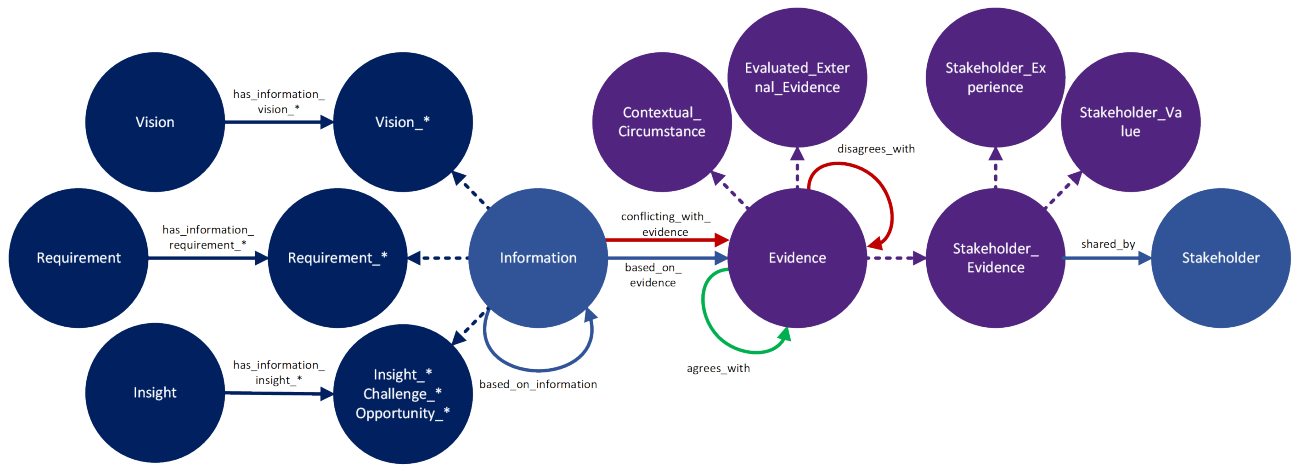 Vision
has_information_
vision_*
Vision_*
Contextual_
Circumstance
Evaluated_Exter
nal_Evidence
Stakeholder_Ex
perience
Stakeholder_Va
lue
disagrees_with
Requirement
has_information_
requirement_*
Requirement_*
Information
conflicting_with_
evidence
based_on_
evidence
Evidence
Stakeholder_
Evidence
shared_by
Stakeholder
Insight
has_information_
insight_*
Insight_*
Challenge_*
Opportunity_*
based_on_information
agrees_with